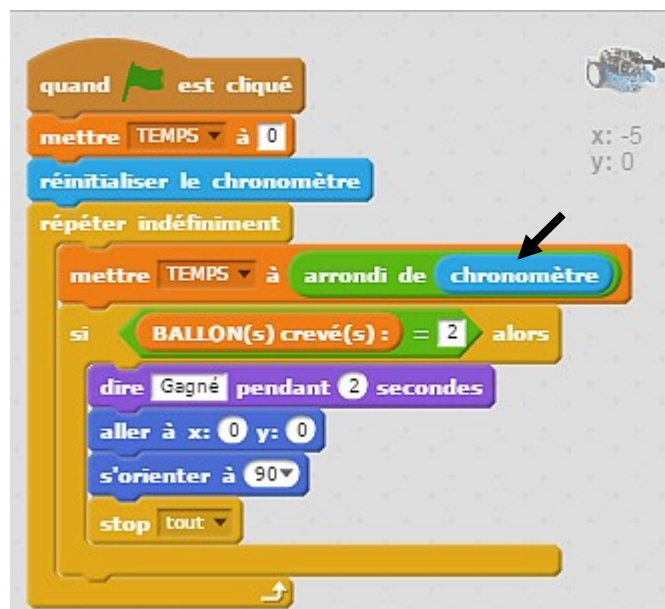 quand est cliqué
mettre TEMPS à 0
réinitialiser le chronomètre
répéter indéfiniment
mettre TEMPS à arrondi de chronomètre
si BALLON(s) crevé(s) : = 2 alors
dire Gagné pendant 2 secondes
aller à x: 0 y: 0
s'orienter à 90
stop tout
x: -5
y: 0